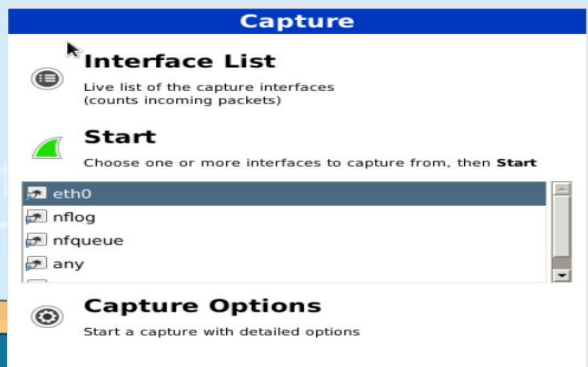 Capture
Interface List
Live list of the capture interfaces
(counts incoming packets)
Start
Choose one or more interfaces to capture from, then Start
eth0
nflog
nfqueue
any
Capture Options
Start a capture with detailed options